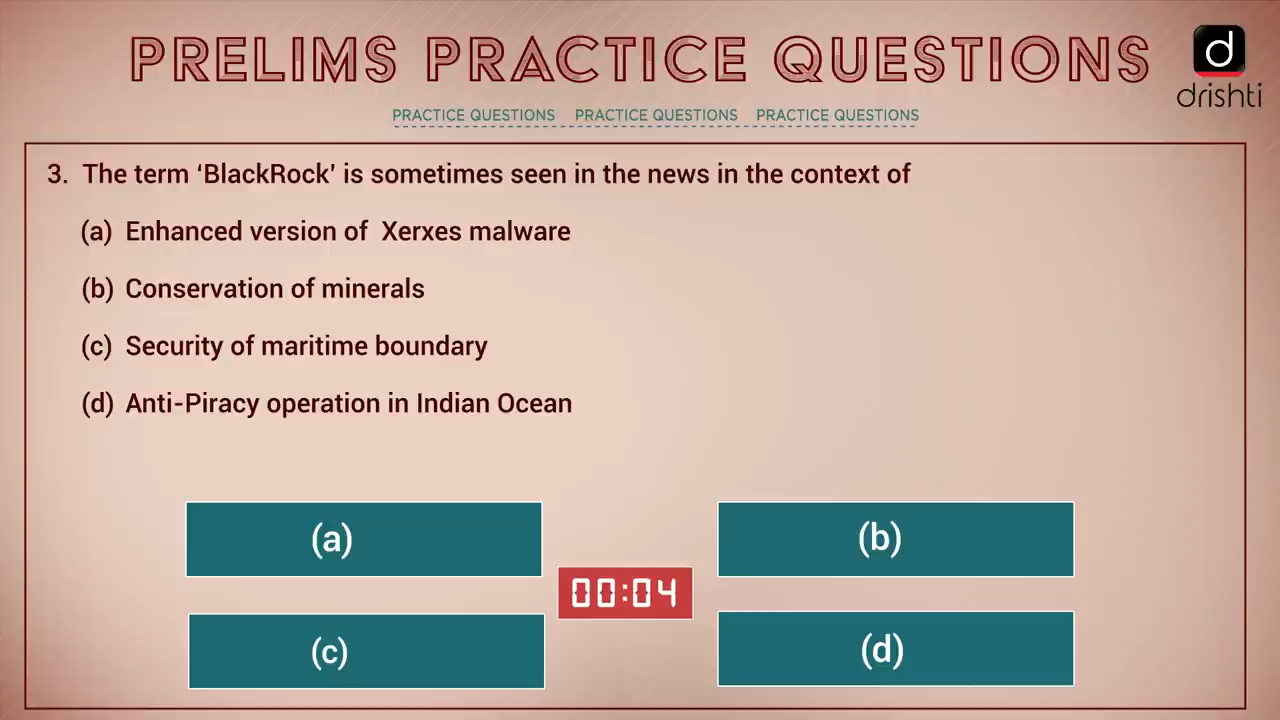 PRELIMS PRACTICE QUESTIONS
d
drishti
PRACTICE QUESTIONS PRACTICE QUESTIONS PRACTICE QUESTIONS
3. The term ‘BlackRock’ is sometimes seen in the news in the context of
(a) Enhanced version of Xerxes malware
(b) Conservation of minerals
(c) Security of maritime boundary
(d) Anti-Piracy operation in Indian Ocean
(a)
(b)
00:04
(c)
(d)